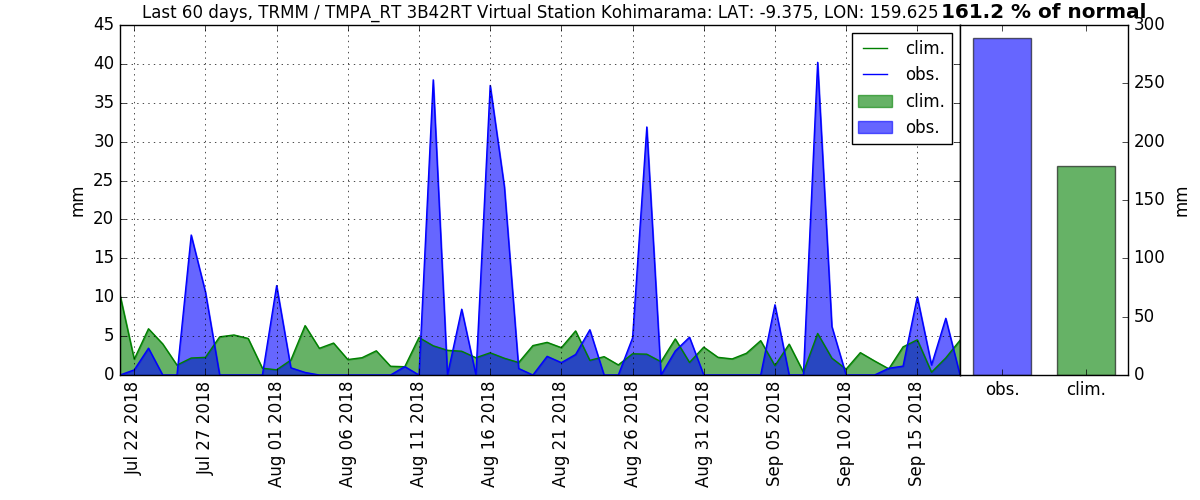 Last 60 days, TRMM / TMPA_RT 3B42RT Virtual Station Kohimarama: LAT: -9.375, LON: 159.625 161.2 % of normal
45
40
35
30
25
20
15
10
5
0
mm
clim.
obs.
clim.
obs.
Jul 22 2018
Jul 27 2018
Aug 01 2018
Aug 06 2018
Aug 11 2018
Aug 16 2018
Aug 21 2018
Aug 26 2018
Aug 31 2018
Sep 05 2018
Sep 10 2018
Sep 15 2018
300
250
200
150
100
50
0
mm
obs. clim.